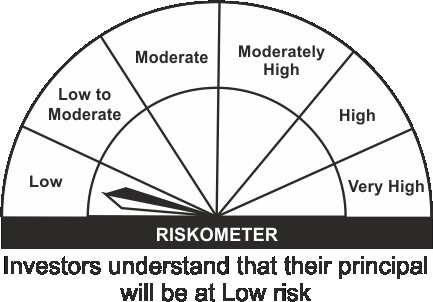 Moderate
Moderately
High
Low to
Moderate
High
Low
Very High
RISKOMETER
Investors understand that their principal
will be at Low risk